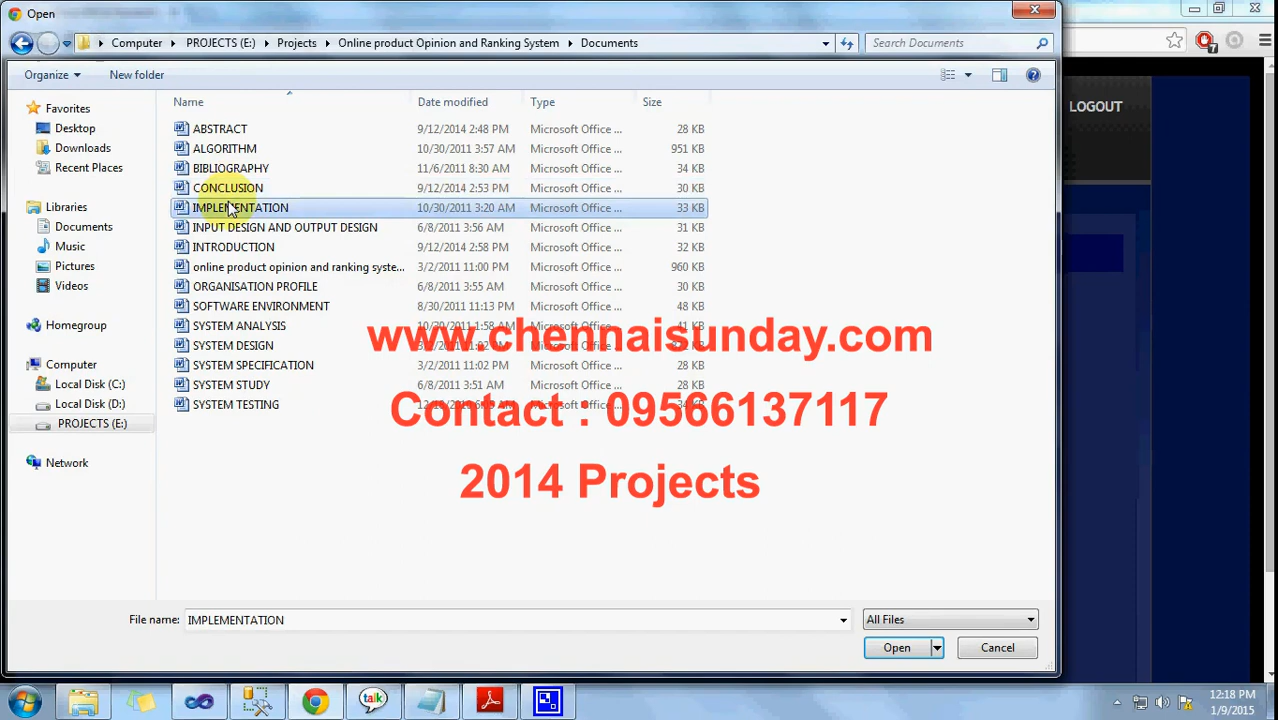 Open
Computer PROJECTS (E:) Projects Online product Opinion and Ranking System Documents Search Documents
Organize New folder
LOGOUT
Name Date modified Type Size
Favorites
Desktop
Downloads
Recent Places
Libraries
Documents
Music
Pictures
Videos
Homegroup
Computer
Local Disk (C:)
Local Disk (D:)
PROJECTS (E:)
Network
ABSTRACT 9/12/2014 2:48 PM Microsoft Office ... 28 KB
ALGORITHM 10/30/2011 3:57 AM Microsoft Office ... 951 KB
BIBLIOGRAPHY 11/6/2011 8:30 AM Microsoft Office ... 34 KB
CONCLUSION 9/12/2014 2:53 PM Microsoft Office ... 30 KB
IMPLEMENTATION 10/30/2011 3:20 AM Microsoft Office ... 33 KB
INPUT DESIGN AND OUTPUT DESIGN 6/8/2011 3:56 AM Microsoft Office ... 31 KB
INTRODUCTION 9/12/2014 2:58 PM Microsoft Office ... 32 KB
online product opinion and ranking syste... 3/2/2011 11:00 PM Microsoft Office ... 960 KB
ORGANISATION PROFILE 6/8/2011 3:55 AM Microsoft Office ... 30 KB
SOFTWARE ENVIRONMENT 8/30/2011 11:13 PM Microsoft Office ... 48 KB
SYSTEM ANALYSIS 10/30/2011 1:58 AM Microsoft Office ... 41 KB
SYSTEM DESIGN
SYSTEM SPECIFICATION 3/2/2011 11:02 PM Microsoft Office ... 28 KB
SYSTEM STUDY 6/8/2011 3:51 AM Microsoft Office ... 28 KB
SYSTEM TESTING
www.chennaisunday.com
Contact : 09566137117
2014 Projects
File name: IMPLEMENTATION All Files
Open Cancel
talk
12:18 PM
1/9/2015